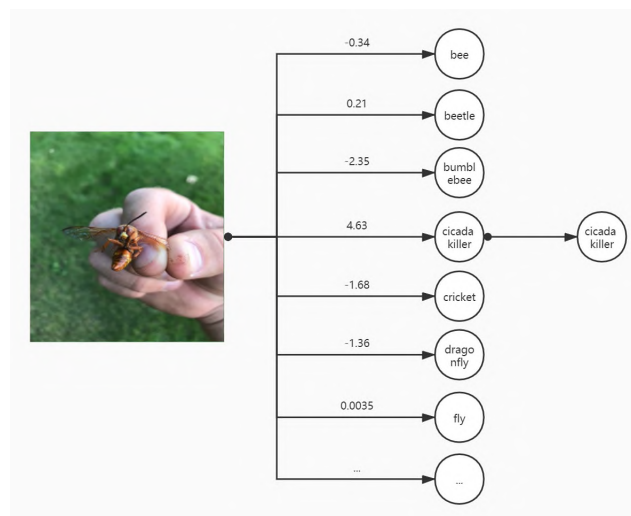 -0.34
bee
0.21
beetle
-2.35
bumbl
ebee
4.63
cicada
killer
cicada
killer
-1.68
cricket
-1.36
drago
nfly
0.0035
fly
...
...